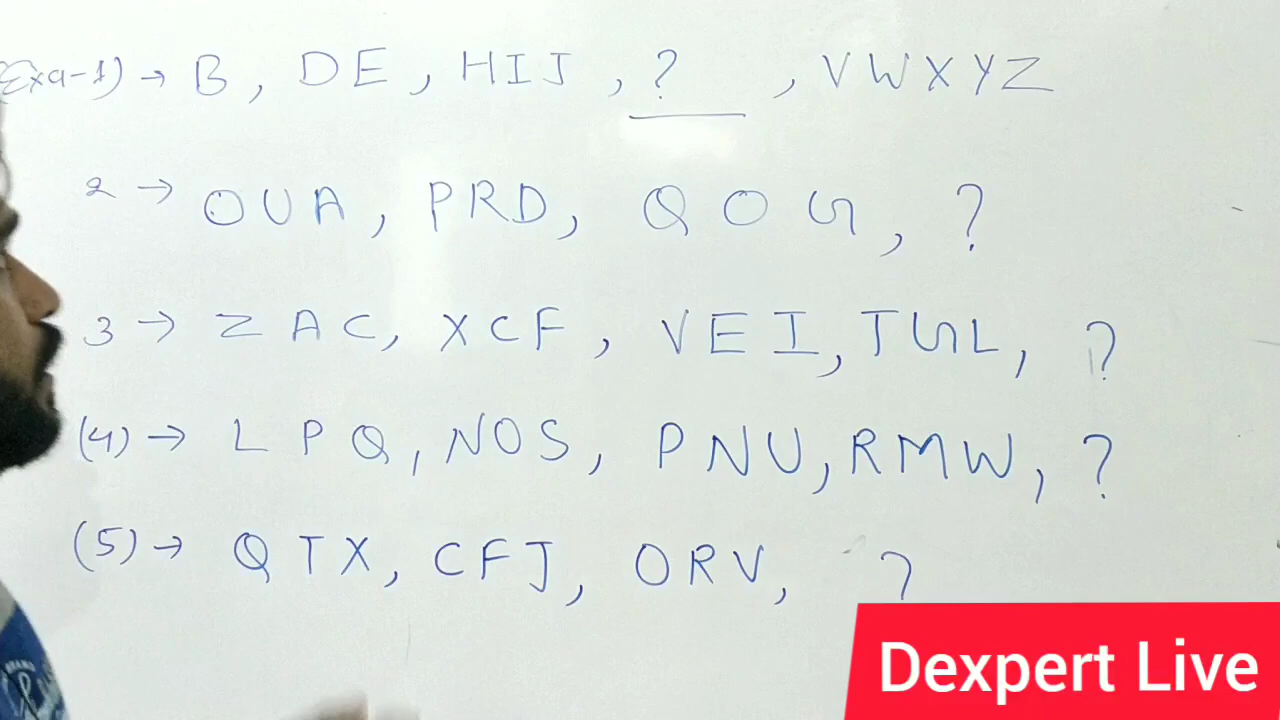 Exa-1) → B, DE, HIJ, ?, VWXYZ
2 → OUA, PRD, QOG, ?
3 → ZAC, XCF, VEI, TGL, ?
(4) → LPQ, NOS, PNU, RMW, ?
(5) → QTX, CFJ, ORV, ?
Dexpert Live